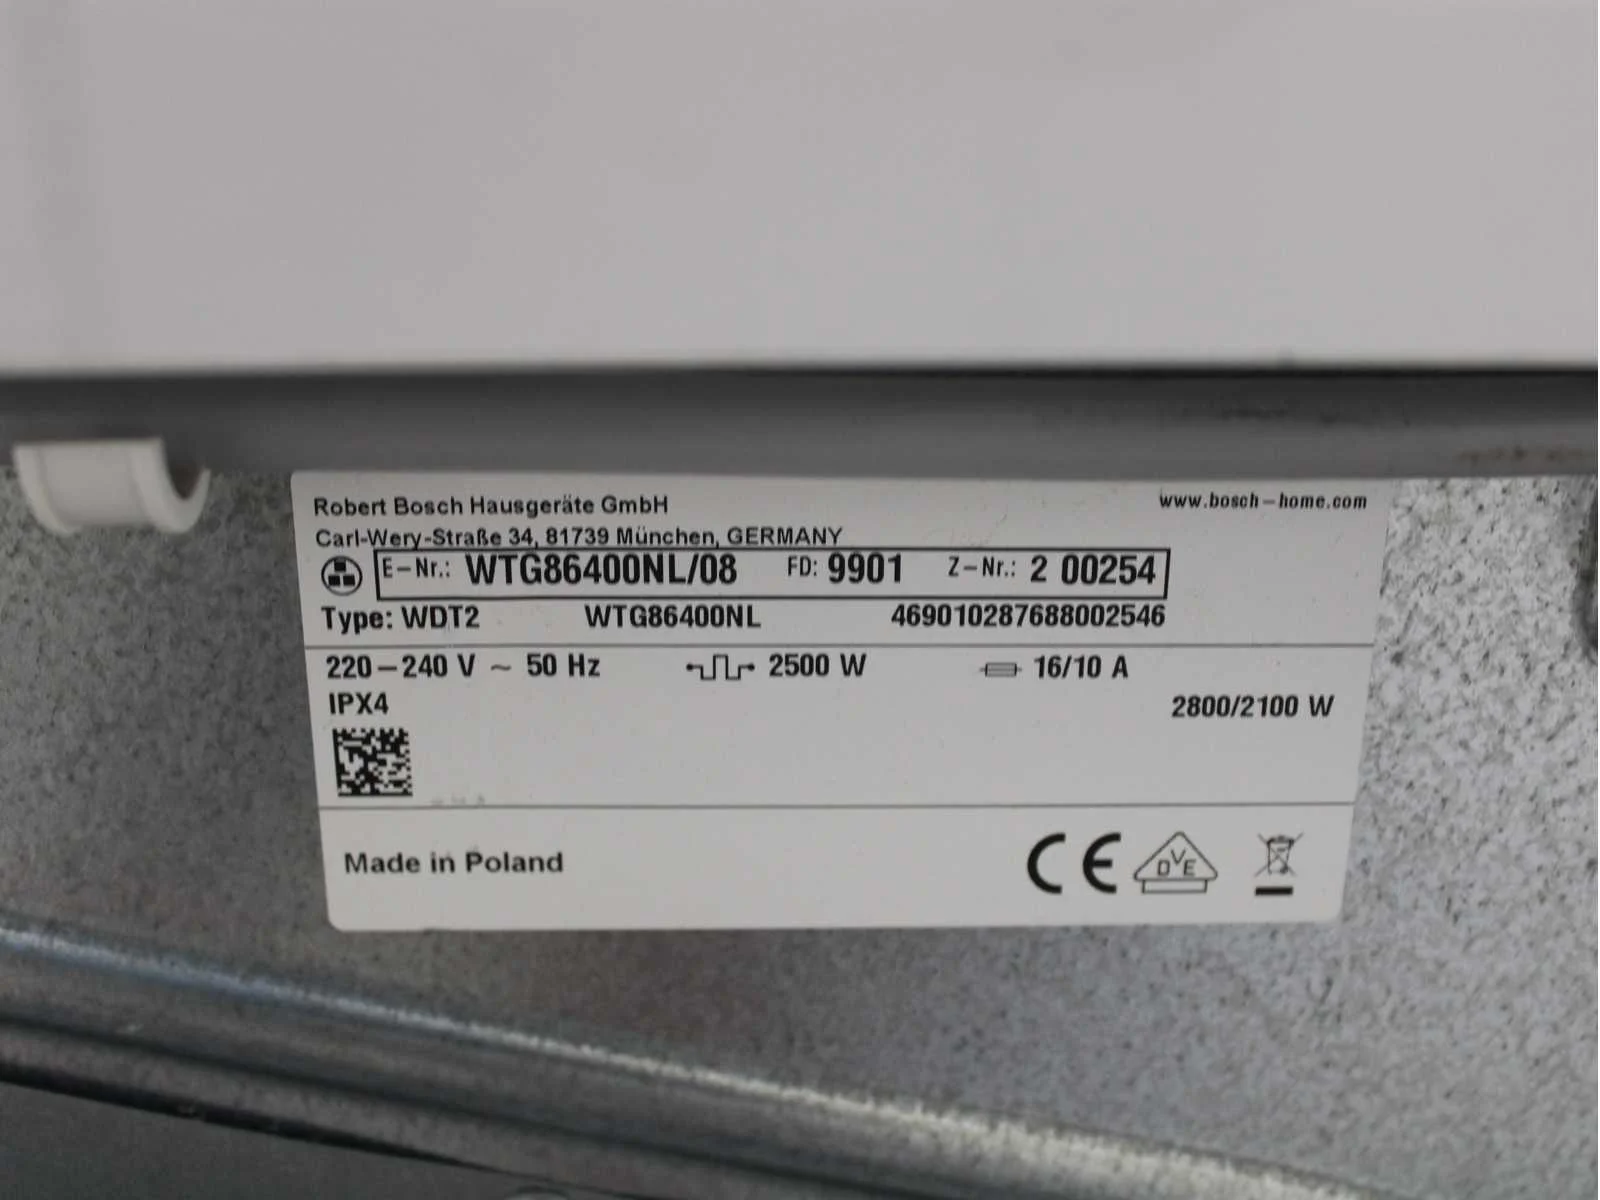 Robert Bosch Hausgeräte GmbH www.bosch-home.com
Carl-Wery-Straße 34, 81739 München, GERMANY
E-Nr.: WTG86400NL/08 FD: 9901 Z-Nr.: 2 00254
Type: WDT2 WTG86400NL 469010287688002546
220-240 V ~ 50 Hz 2500 W 16/10 A
IPX4 2800/2100 W
Made in Poland CE DVE